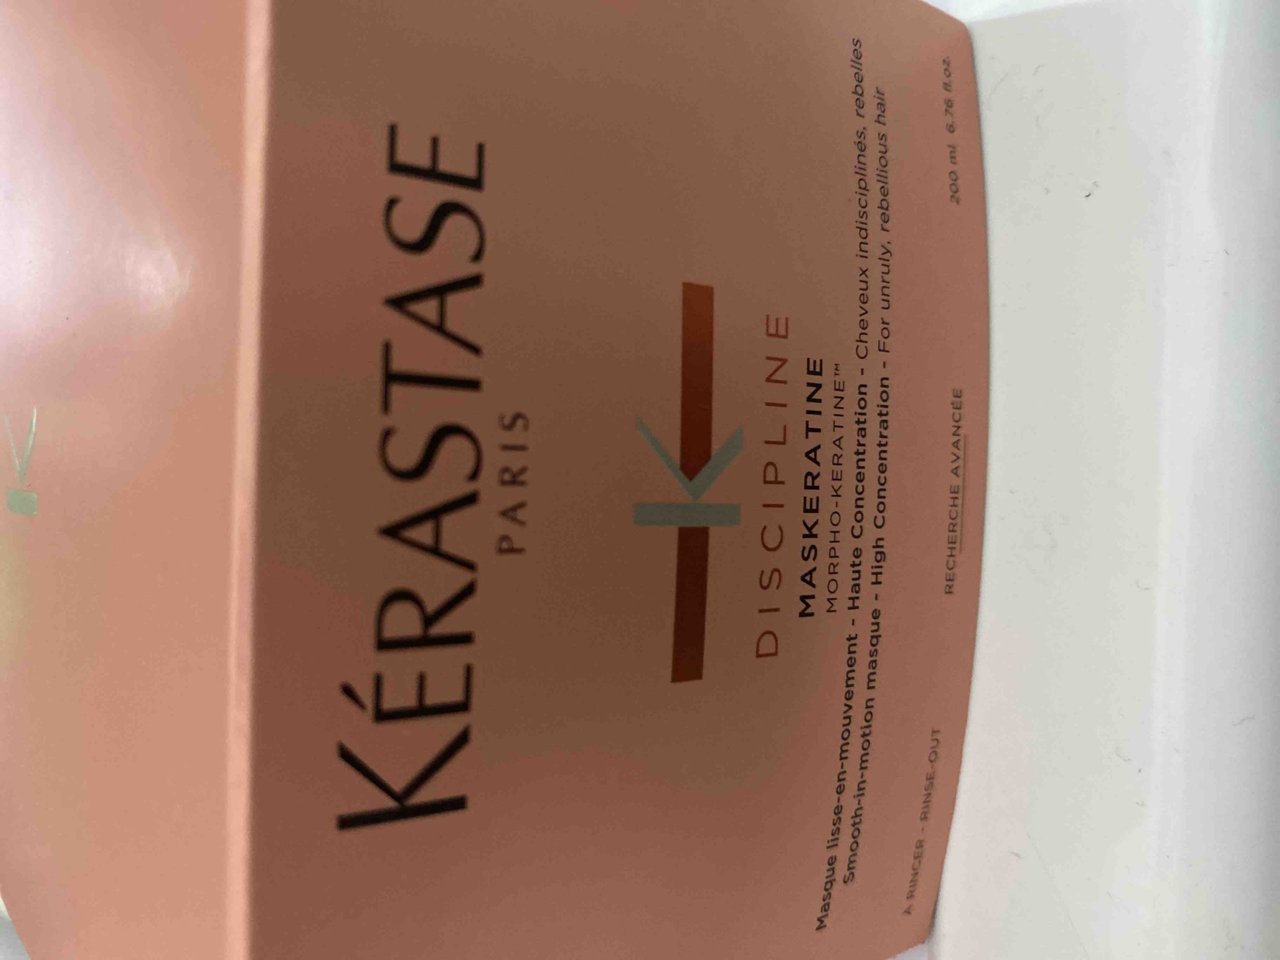 K
KÉRASTASE
PARIS
K
DISCIPLINE
MASKERATINE
MORPHO-KERATINE™
Masque lisse-en-mouvement - Haute Concentration - Cheveux indisciplinés, rebelles
Smooth-in-motion masque - High Concentration - For unruly, rebellious hair
À RINCER - RINSE-OUT
RECHERCHE AVANCÉE
200 ml 6.76 fl.oz.